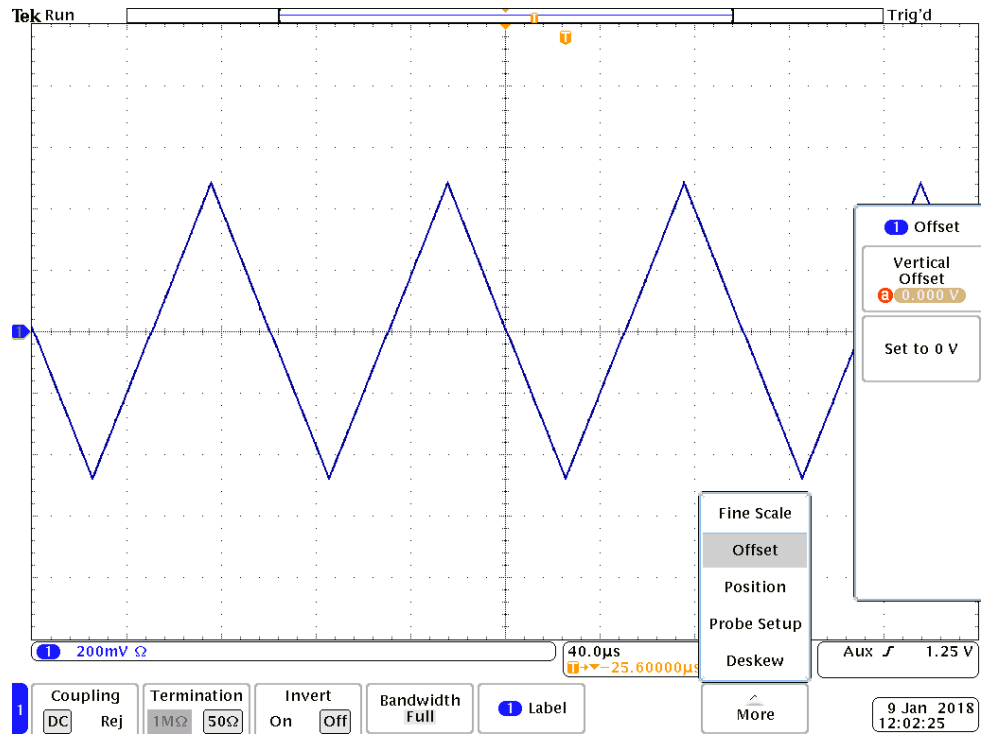 Tek Run
Trig'd
T
T
1 Offset
Vertical
Offset
a 0.000 V
1
Set to 0 V
Fine Scale
Offset
Position
Probe Setup
Deskew
1 200mV Ω
40.0µs
T→▼−25.60000µs
Aux ƒ 1.25 V
1
Coupling
DC Rej
Termination
1MΩ 50Ω
Invert
On Off
Bandwidth
Full
1 Label
More
9 Jan 2018
12:02:25